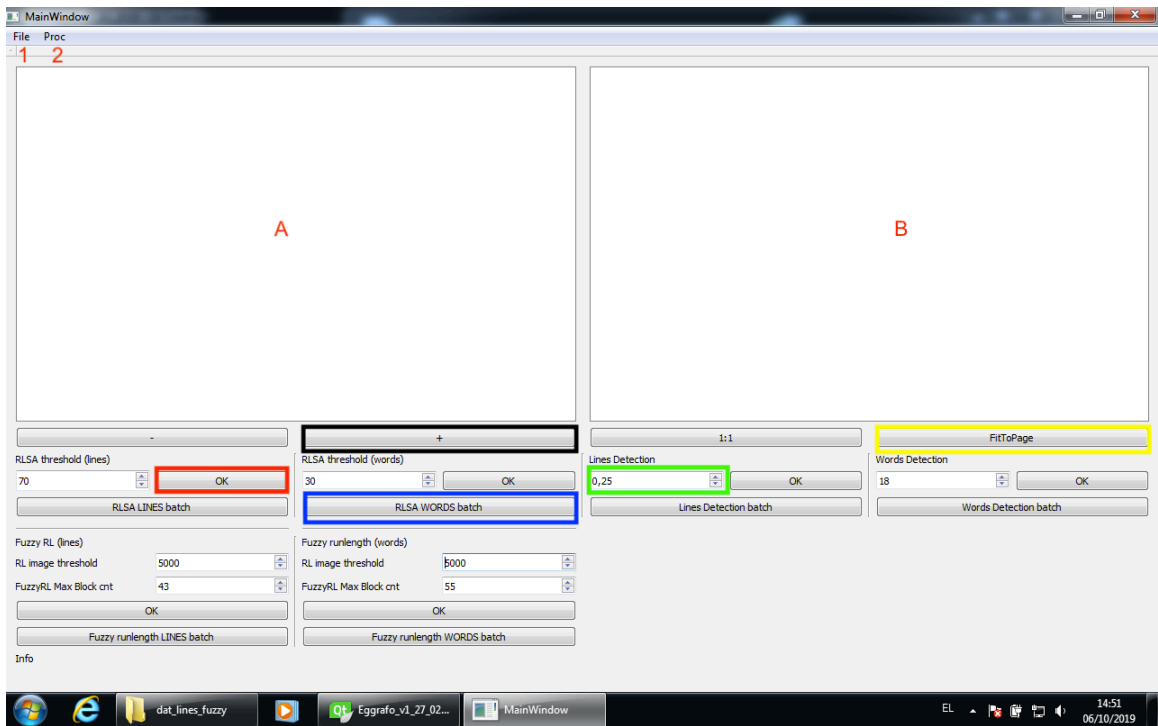 MainWindow
File Proc
1 2
A B
- + 1:1 FitToPage
RLSA threshold (lines) RLSA threshold (words) Lines Detection Words Detection
70 OK 30 OK 0,25 OK 18 OK
RLSA LINES batch RLSA WORDS batch Lines Detection batch Words Detection batch
Fuzzy RL (lines) Fuzzy runlength (words)
RL image threshold 5000 RL image threshold 5000
FuzzyRL Max Block cnt 43 FuzzyRL Max Block cnt 55
OK OK
Fuzzy runlength LINES batch Fuzzy runlength WORDS batch
Info
dat_lines_fuzzy Qt Eggrafo_v1_27_02... MainWindow EL 14:51
06/10/2019